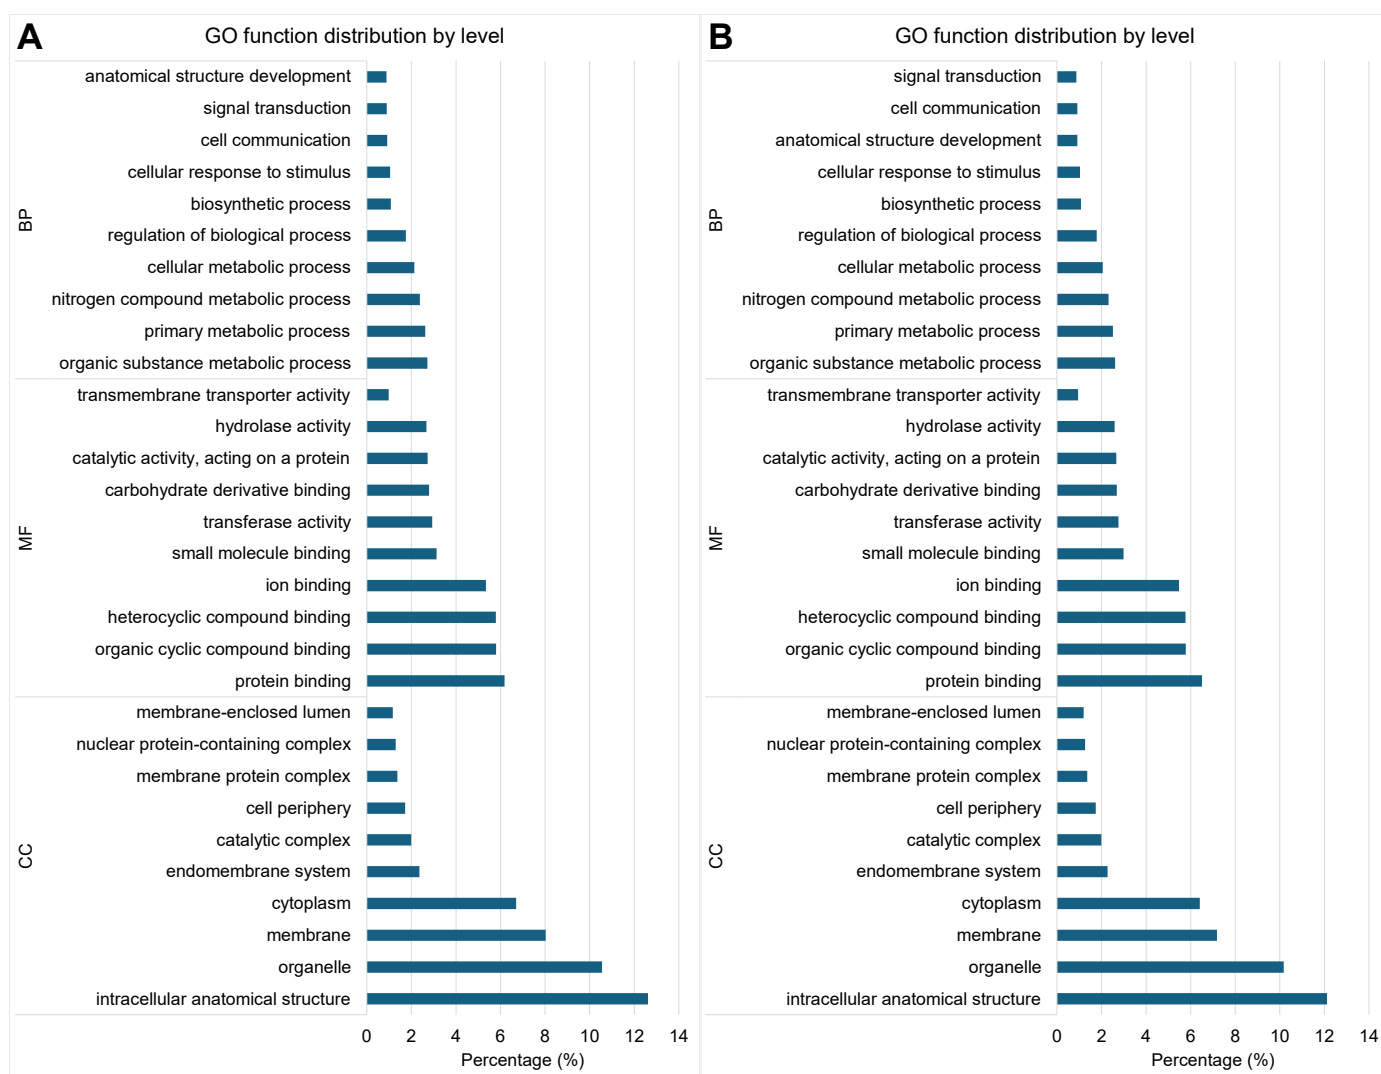 A
GO function distribution by level
BP
anatomical structure development
signal transduction
cell communication
cellular response to stimulus
biosynthetic process
regulation of biological process
cellular metabolic process
nitrogen compound metabolic process
primary metabolic process
organic substance metabolic process
MF
transmembrane transporter activity
hydrolase activity
catalytic activity, acting on a protein
carbohydrate derivative binding
transferase activity
small molecule binding
ion binding
heterocyclic compound binding
organic cyclic compound binding
protein binding
CC
membrane-enclosed lumen
nuclear protein-containing complex
membrane protein complex
cell periphery
catalytic complex
endomembrane system
cytoplasm
membrane
organelle
intracellular anatomical structure
0 2 4 6 8 10 12 14
Percentage (%)
B
GO function distribution by level
BP
signal transduction
cell communication
anatomical structure development
cellular response to stimulus
biosynthetic process
regulation of biological process
cellular metabolic process
nitrogen compound metabolic process
primary metabolic process
organic substance metabolic process
MF
transmembrane transporter activity
hydrolase activity
catalytic activity, acting on a protein
carbohydrate derivative binding
transferase activity
small molecule binding
ion binding
heterocyclic compound binding
organic cyclic compound binding
protein binding
CC
membrane-enclosed lumen
nuclear protein-containing complex
membrane protein complex
cell periphery
catalytic complex
endomembrane system
cytoplasm
membrane
organelle
intracellular anatomical structure
0 2 4 6 8 10 12 14
Percentage (%)